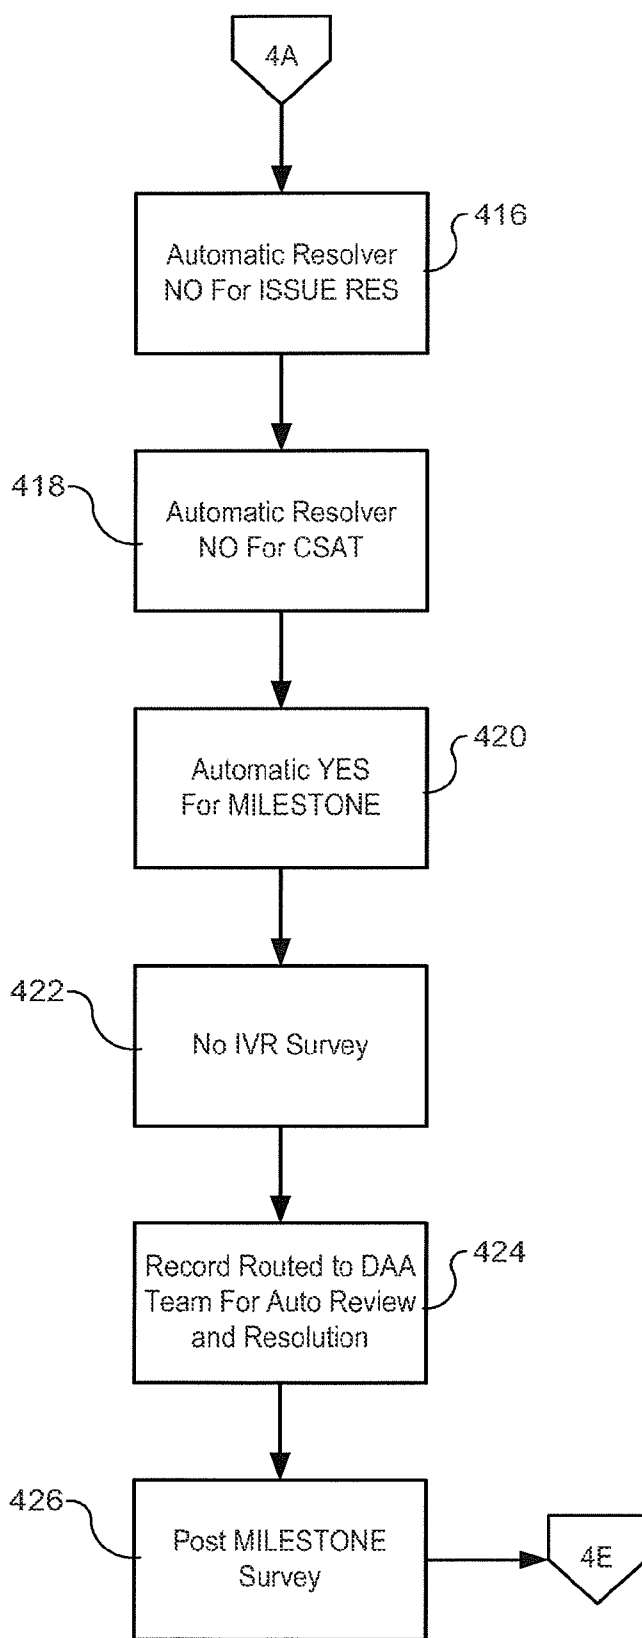 4A
Automatic Resolver
NO For ISSUE RES
416
418
Automatic Resolver
NO For CSAT
Automatic YES
For MILESTONE
420
422
No IVR Survey
Record Routed to DAA
Team For Auto Review
and Resolution
424
426
Post MILESTONE
Survey
4E